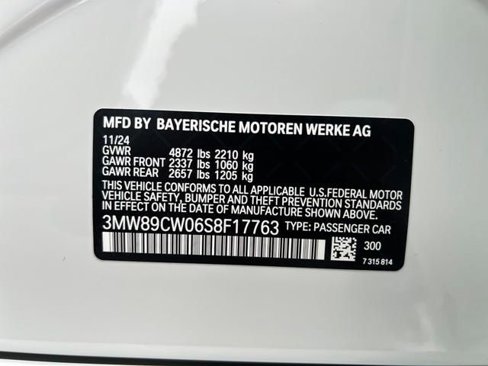 MFD BY BAYERISCHE MOTOREN WERKE AG
11/24
GVWR 4872 lbs 2210 kg
GAWR FRONT 2337 lbs 1060 kg
GAWR REAR 2657 lbs 1205 kg
THIS VEHICLE CONFORMS TO ALL APPLICABLE U.S.FEDERAL MOTOR
VEHICLE SAFETY, BUMPER AND THEFT PREVENTION STANDARDS
IN EFFECT ON THE DATE OF MANUFACTURE SHOWN ABOVE.
3MW89CW06S8F17763 TYPE: PASSENGER CAR
300
7 315 814